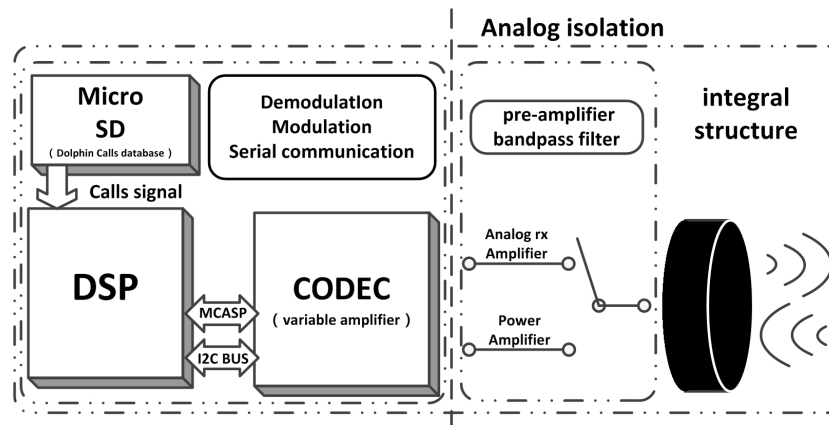 Analog isolation
Micro
SD
( Dolphin Calls database )
DemodulatIon
Modulation
Serial communication
pre-amplifier
bandpass filter
integral
structure
Calls signal
DSP
MCASP
I2C BUS
CODEC
( variable amplifier )
Analog rx
Amplifier
Power
Amplifier